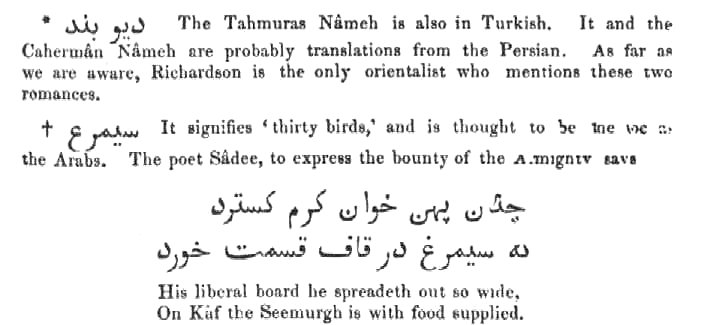 * دیو بند The Tahmuras Nâmeh is also in Turkish. It and the
Cahermân Nâmeh are probably translations from the Persian. As far as
we are aware, Richardson is the only orientalist who mentions these two
romances.
† سیمرع It signifies ‘thirty birds,’ and is thought to be the
the Arabs. The poet Sâdee, to express the bounty of the Almighty says
چنان پهن خوان کرم کسترد
که سیمرغ در قاف قسمت خورد
His liberal board he spreadeth out so wide,
On Kâf the Seemurgh is with food supplied.